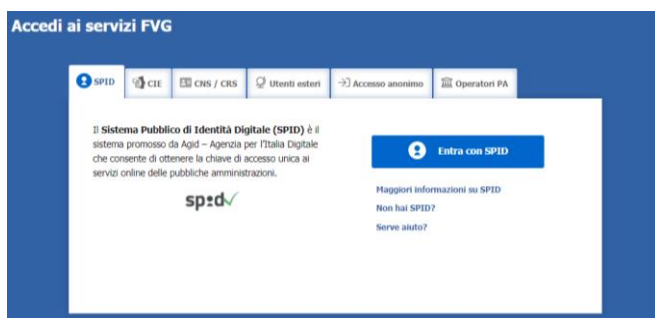 Accedi ai servizi FVG
SPID
CIE
CNS / CRS
Utenti esteri
Accesso anonimo
Operatori PA
Il Sistema Pubblico di Identità Digitale (SPID) è il
sistema promosso da Agid – Agenzia per l'Italia Digitale
che consente di ottenere la chiave di accesso unica ai
servizi online delle pubbliche amministrazioni.
spid
Entra con SPID
Maggiori informazioni su SPID
Non hai SPID?
Serve aiuto?